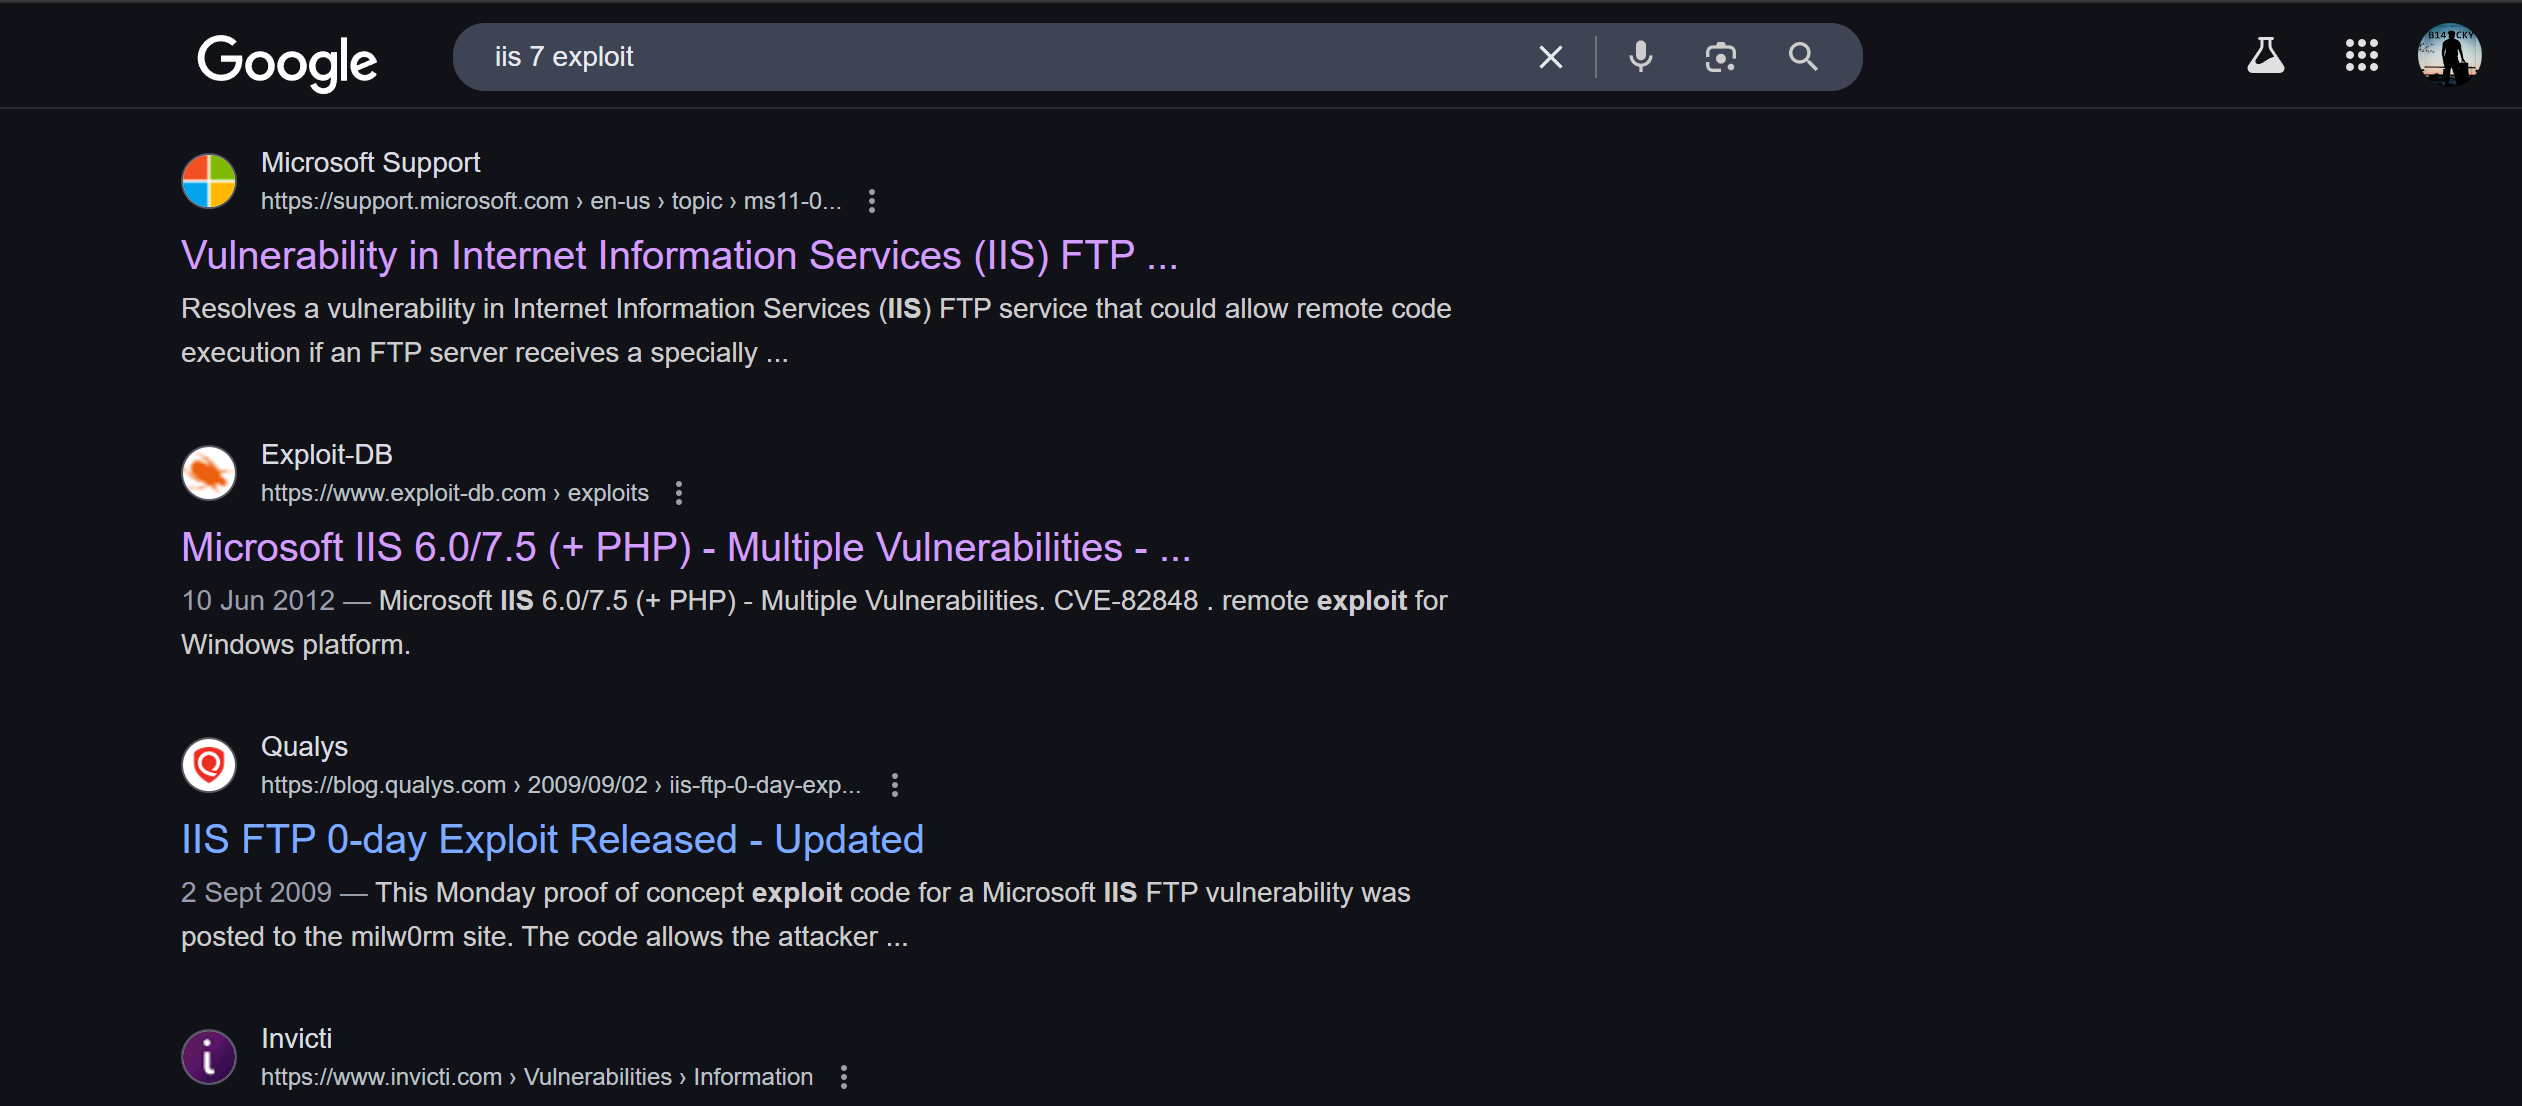 Google
iis 7 exploit
B14
CKY
Microsoft Support
https://support.microsoft.com › en-us › topic › ms11-0...
Vulnerability in Internet Information Services (IIS) FTP ...
Resolves a vulnerability in Internet Information Services (IIS) FTP service that could allow remote code
execution if an FTP server receives a specially ...
Exploit-DB
https://www.exploit-db.com › exploits
Microsoft IIS 6.0/7.5 (+ PHP) - Multiple Vulnerabilities - ...
10 Jun 2012 — Microsoft IIS 6.0/7.5 (+ PHP) - Multiple Vulnerabilities. CVE-82848 . remote exploit for
Windows platform.
Qualys
https://blog.qualys.com › 2009/09/02 › iis-ftp-0-day-exp...
IIS FTP 0-day Exploit Released - Updated
2 Sept 2009 — This Monday proof of concept exploit code for a Microsoft IIS FTP vulnerability was
posted to the milw0rm site. The code allows the attacker ...
Invicti
https://www.invicti.com › Vulnerabilities › Information